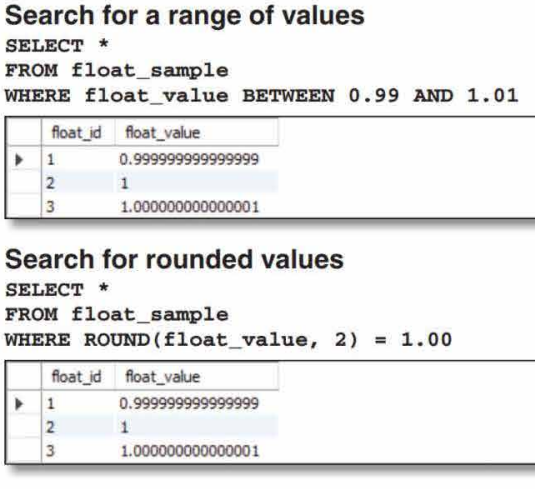 Search for a range of values
SELECT *
FROM float_sample
WHERE float_value BETWEEN 0.99 AND 1.01
float_id float_value
1 0.999999999999999
2 1
3 1.000000000000001
Search for rounded values
SELECT *
FROM float_sample
WHERE ROUND(float_value, 2) = 1.00
float_id float_value
1 0.999999999999999
2 1
3 1.000000000000001